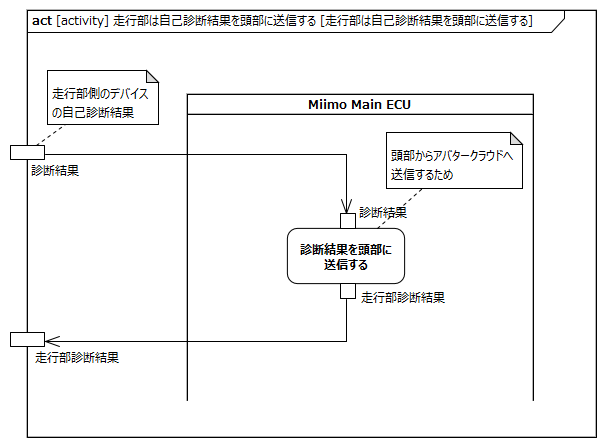 act [activity] 走行部は自己診断結果を頭部に送信する [走行部は自己診断結果を頭部に送信する]
走行部側のデバイス
の自己診断結果
Miimo Main ECU
頭部からアバタークラウドへ
送信するため
診断結果
診断結果
診断結果を頭部に
送信する
走行部診断結果
走行部診断結果